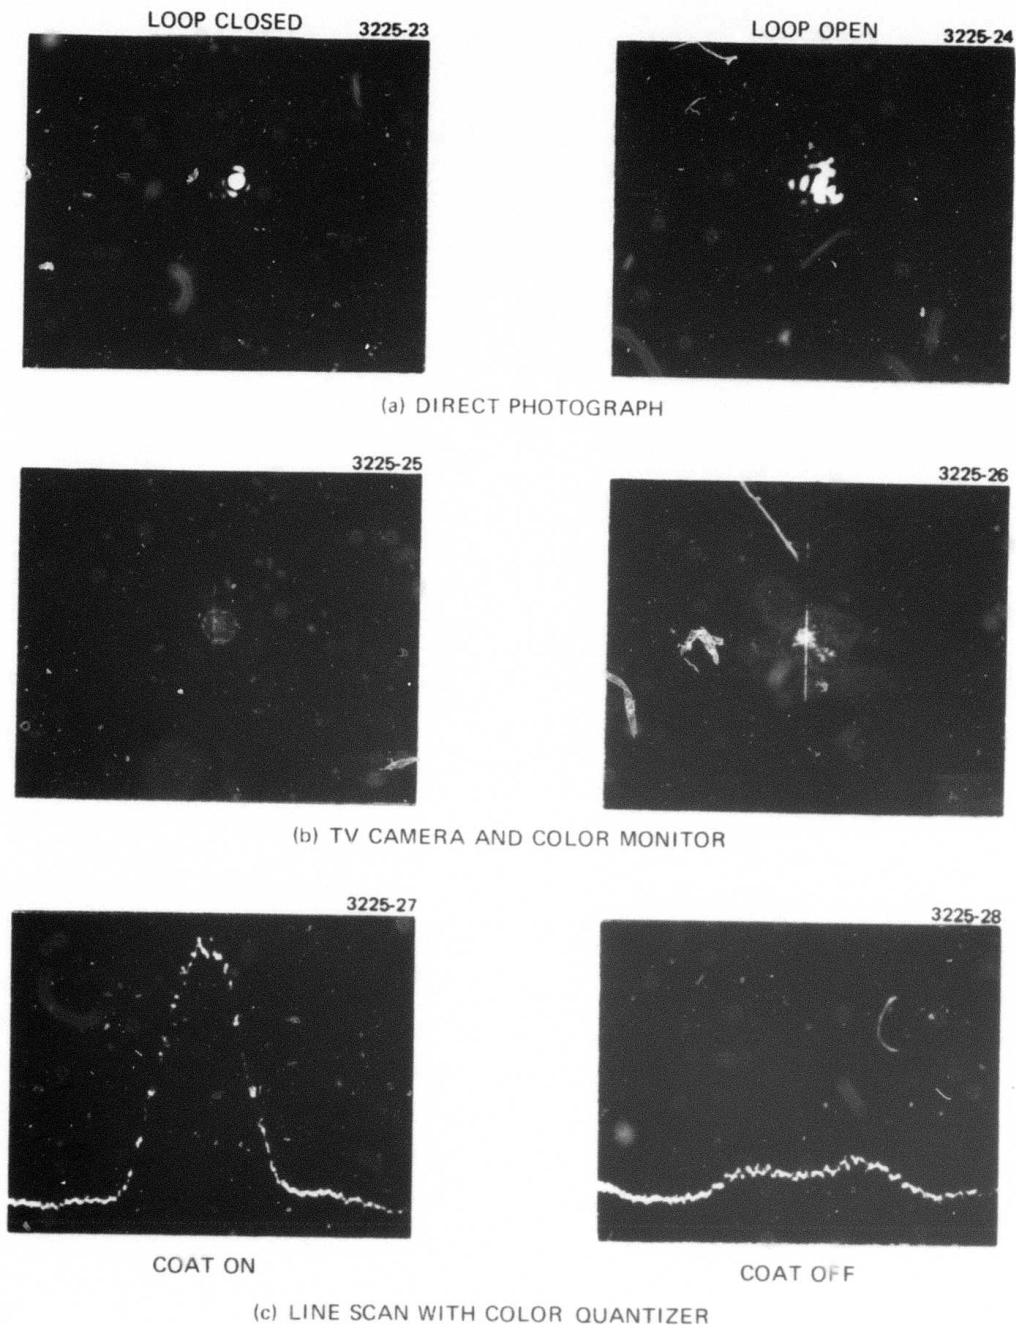 LOOP CLOSED 3225-23
LOOP OPEN 3225-24
(a) DIRECT PHOTOGRAPH
3225-25
3225-26
(b) TV CAMERA AND COLOR MONITOR
3225-27
3225-28
COAT ON
COAT OFF
(c) LINE SCAN WITH COLOR QUANTIZER